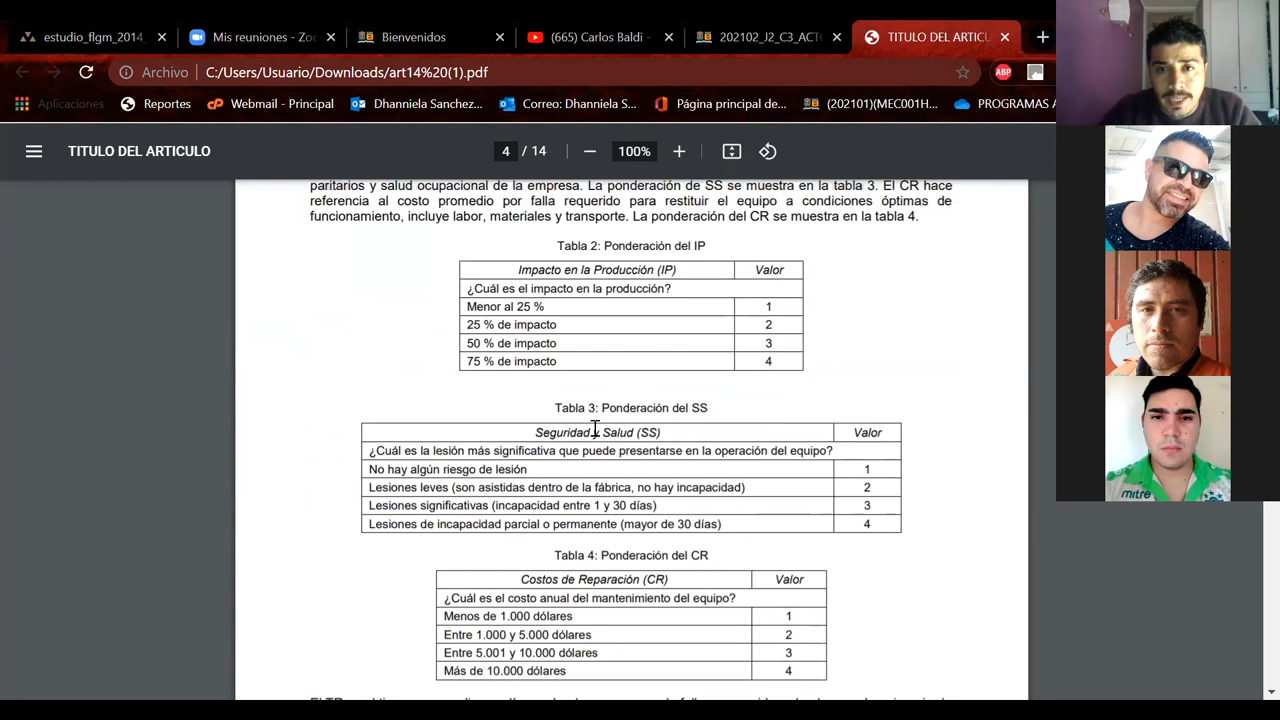 estudio_flgm_2014_
Mis reuniones - Zoo
Bienvenidos
(665) Carlos Baldi -
202102_J2_C3_ACT
TITULO DEL ARTICU
Archivo
C:/Users/Usuario/Downloads/art14%20(1).pdf
ABP
Aplicaciones
Reportes
Webmail - Principal
Dhanniela Sanchez...
Correo: Dhanniela S...
Página principal de...
(202101)(MEC001H...
PROGRAMAS A
TITULO DEL ARTICULO
4 / 14
100%
paritarios y salud ocupacional de la empresa. La ponderación de SS se muestra en la tabla 3. El CR hace
referencia al costo promedio por falla requerido para restituir el equipo a condiciones óptimas de
funcionamiento, incluye labor, materiales y transporte. La ponderación del CR se muestra en la tabla 4.
Tabla 2: Ponderación del IP
Impacto en la Producción (IP) Valor
¿Cuál es el impacto en la producción?
Menor al 25 % 1
25 % de impacto 2
50 % de impacto 3
75 % de impacto 4
Tabla 3: Ponderación del SS
Seguridad y Salud (SS) Valor
¿Cuál es la lesión más significativa que puede presentarse en la operación del equipo?
No hay algún riesgo de lesión 1
Lesiones leves (son asistidas dentro de la fábrica, no hay incapacidad) 2
Lesiones significativas (incapacidad entre 1 y 30 días) 3
Lesiones de incapacidad parcial o permanente (mayor de 30 días) 4
Tabla 4: Ponderación del CR
Costos de Reparación (CR) Valor
¿Cuál es el costo anual del mantenimiento del equipo?
Menos de 1.000 dólares 1
Entre 1.000 y 5.000 dólares 2
Entre 5.001 y 10.000 dólares 3
Más de 10.000 dólares 4
mitre